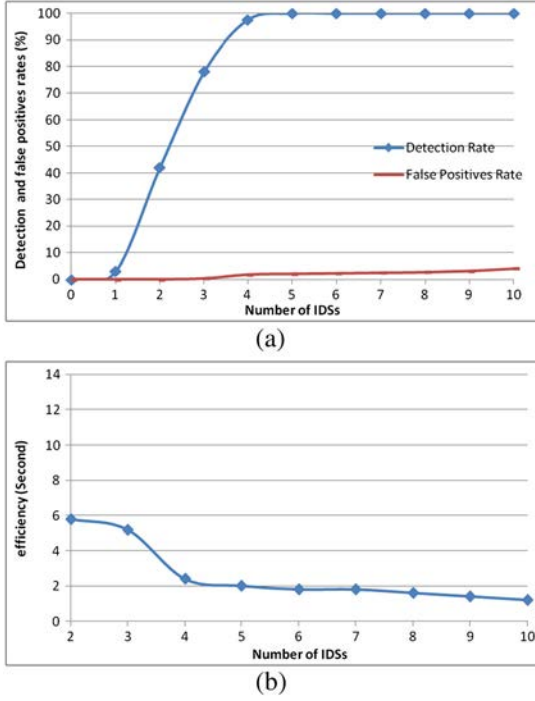 Detection and false positives rates (%)
100
90
80
70
60
50
40
30
20
10
0
Detection Rate
False Positives Rate
0 1 2 3 4 5 6 7 8 9 10
Number of IDSs
(a)
efficiency (Second)
14
12
10
8
6
4
2
0
2 3 4 5 6 7 8 9 10
Number of IDSs
(b)